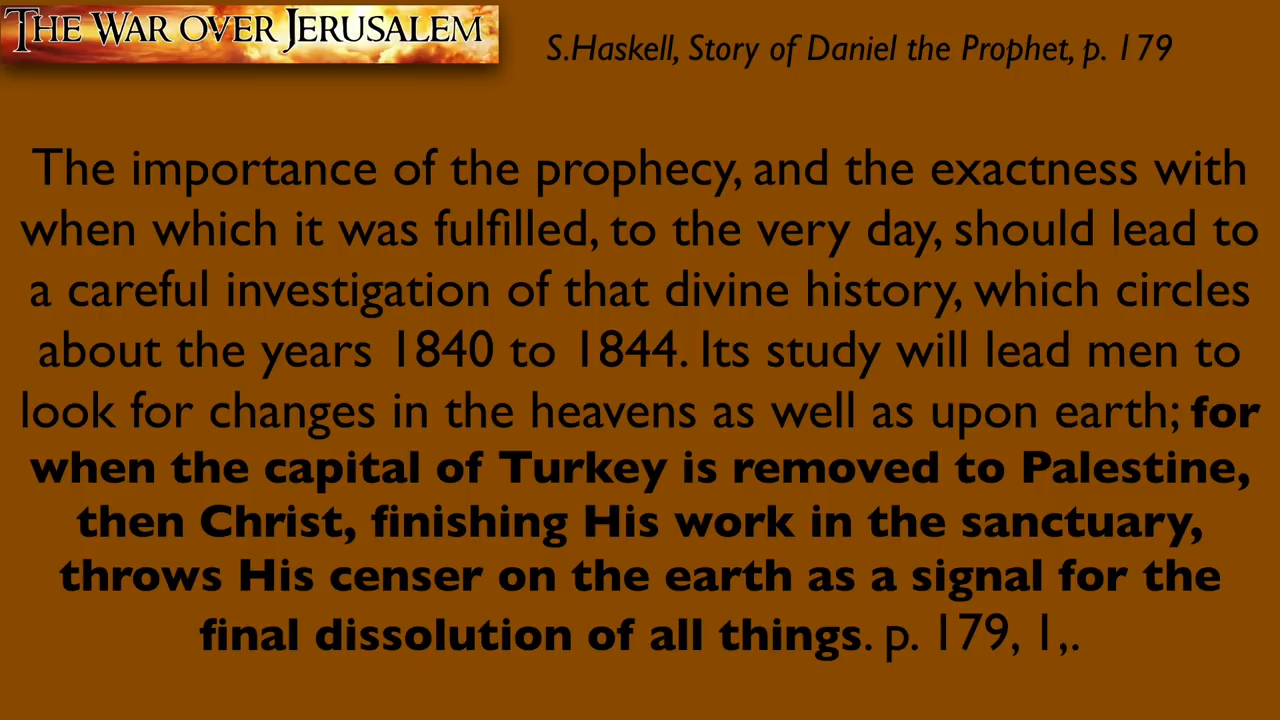 THE WAR OVER JERUSALEM
S.Haskell, Story of Daniel the Prophet, p. 179
The importance of the prophecy, and the exactness with
when which it was fulfilled, to the very day, should lead to
a careful investigation of that divine history, which circles
about the years 1840 to 1844. Its study will lead men to
look for changes in the heavens as well as upon earth; for
when the capital of Turkey is removed to Palestine,
then Christ, finishing His work in the sanctuary,
throws His censer on the earth as a signal for the
final dissolution of all things. p. 179, 1,.